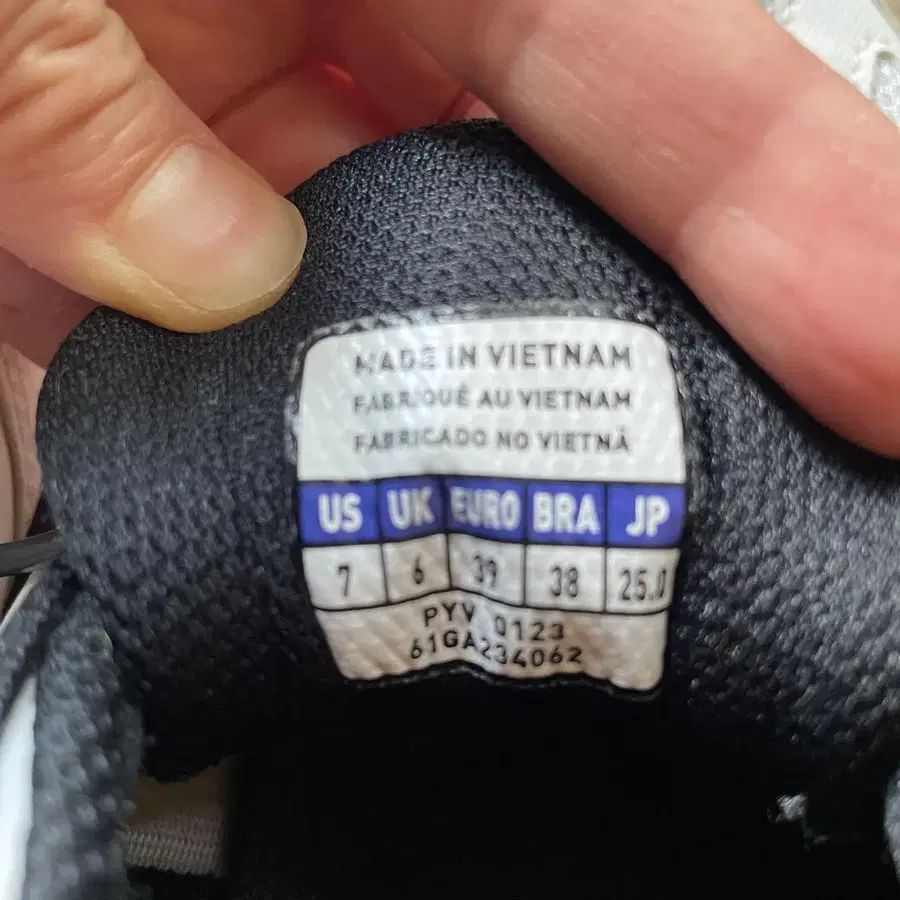 MADE IN VIETNAM
FABRIQUÉ AU VIETNAM
FABRICADO NO VIETNÃ
US UK EURO BRA JP
7 6 39 38 25.0
PYV 0123
61GA234062